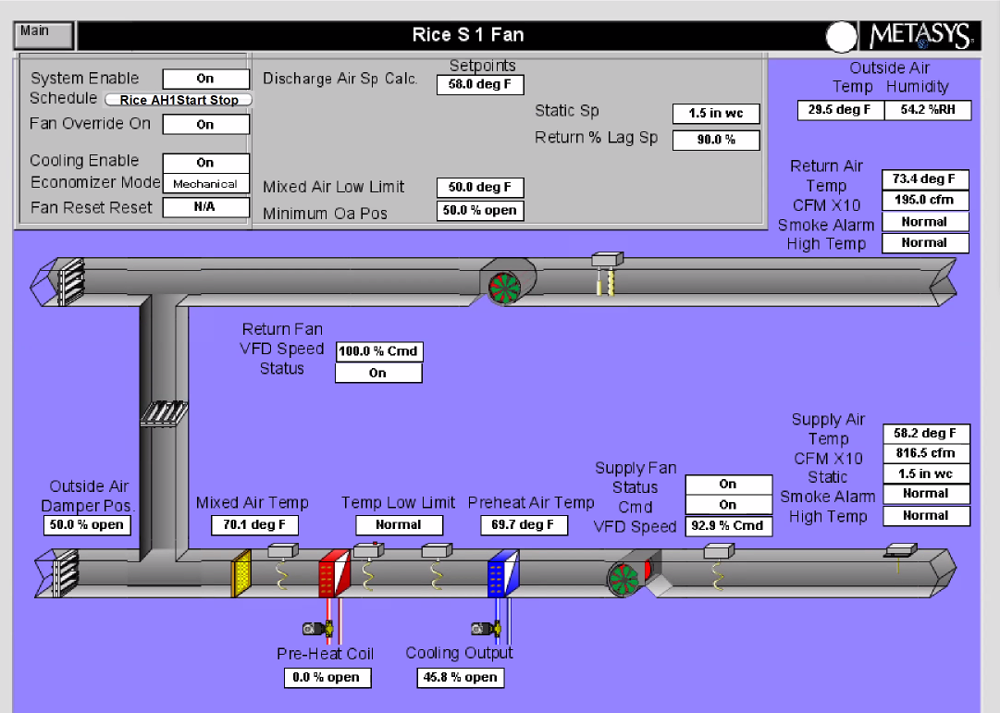 Main
Rice S 1 Fan
METASYS
System Enable On
Schedule Rice AH1Start Stop
Fan Override On On
Cooling Enable On
Economizer Mode Mechanical
Fan Reset Reset N/A
Setpoints
Discharge Air Sp Calc. 58.0 deg F
Static Sp 1.5 in wc
Return % Lag Sp 90.0 %
Mixed Air Low Limit 50.0 deg F
Minimum Oa Pos 50.0 % open
Outside Air
Temp Humidity
29.5 deg F 54.2 %RH
Return Air
Temp 73.4 deg F
CFM X10 195.0 cfm
Smoke Alarm Normal
High Temp Normal
Return Fan
VFD Speed 100.0 % Cmd
Status On
Supply Air
Temp 58.2 deg F
CFM X10 816.5 cfm
Static 1.5 in wc
Smoke Alarm Normal
High Temp Normal
Outside Air
Damper Pos.
50.0 % open
Mixed Air Temp
70.1 deg F
Temp Low Limit
Normal
Preheat Air Temp
69.7 deg F
Supply Fan
Status On
Cmd On
VFD Speed 92.9 % Cmd
Pre-Heat Coil
0.0 % open
Cooling Output
45.8 % open